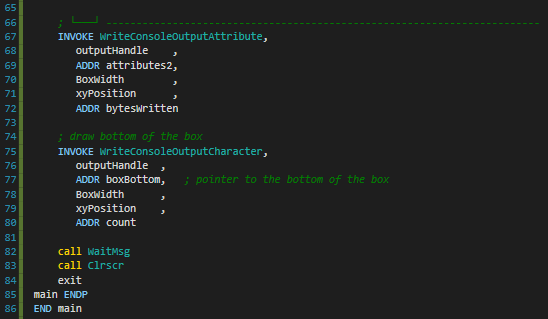 65
66 ; └───┘ ------------------------------------------------------------------------
67 INVOKE WriteConsoleOutputAttribute,
68 outputHandle ,
69 ADDR attributes2,
70 BoxWidth ,
71 xyPosition ,
72 ADDR bytesWritten
73
74 ; draw bottom of the box
75 INVOKE WriteConsoleOutputCharacter,
76 outputHandle ,
77 ADDR boxBottom, ; pointer to the bottom of the box
78 BoxWidth ,
79 xyPosition ,
80 ADDR count
81
82 call WaitMsg
83 call Clrscr
84 exit
85 main ENDP
86 END main